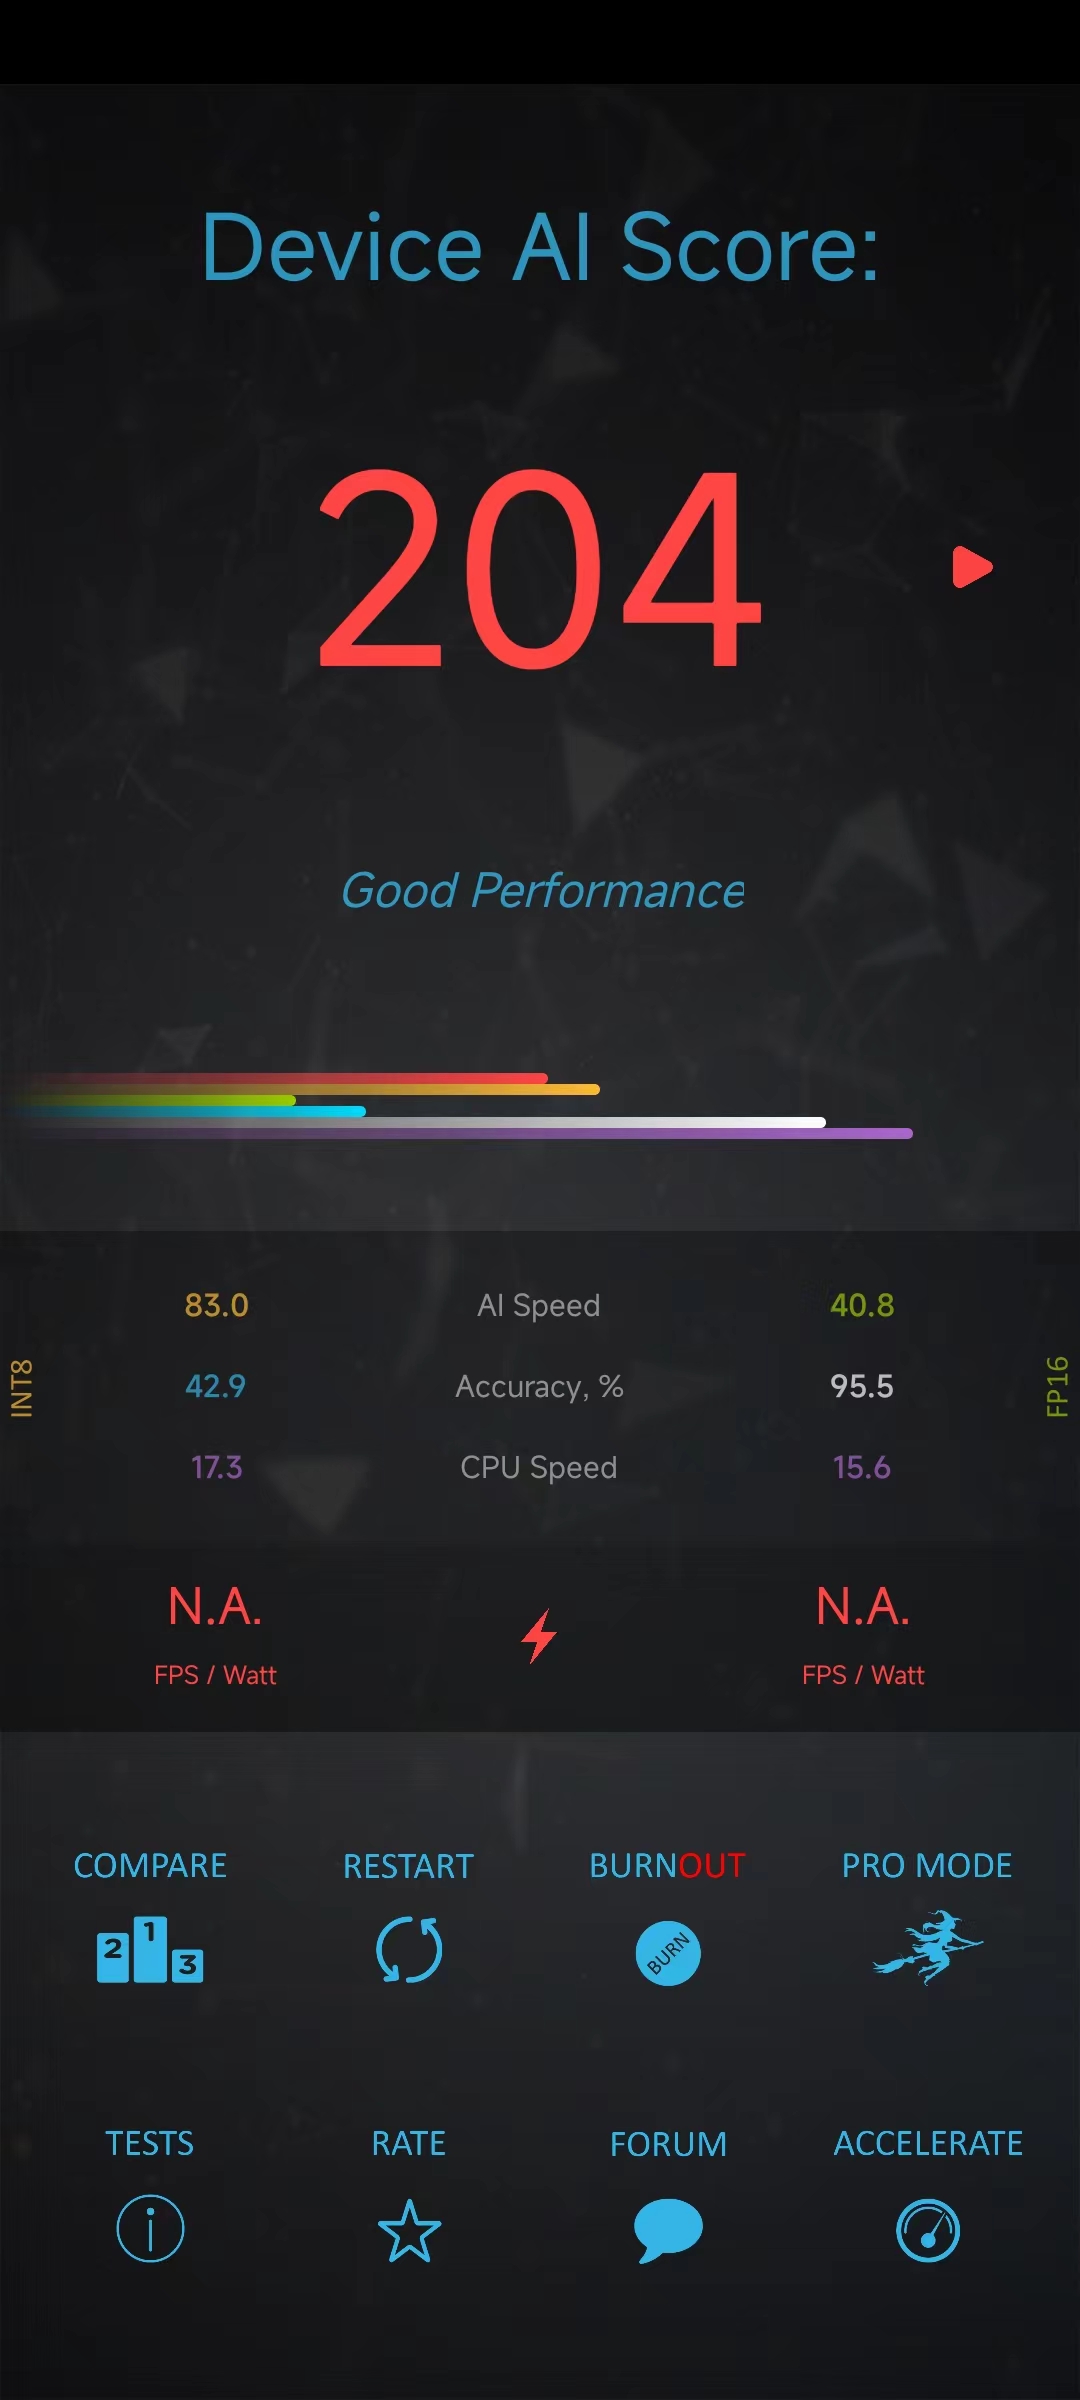 Device AI Score:
204
Good Performance
INT8
FP16
83.0 AI Speed 40.8
42.9 Accuracy, % 95.5
17.3 CPU Speed 15.6
N.A. N.A.
FPS / Watt FPS / Watt
COMPARE RESTART BURNOUT PRO MODE
2 1 3 BURN
TESTS RATE FORUM ACCELERATE